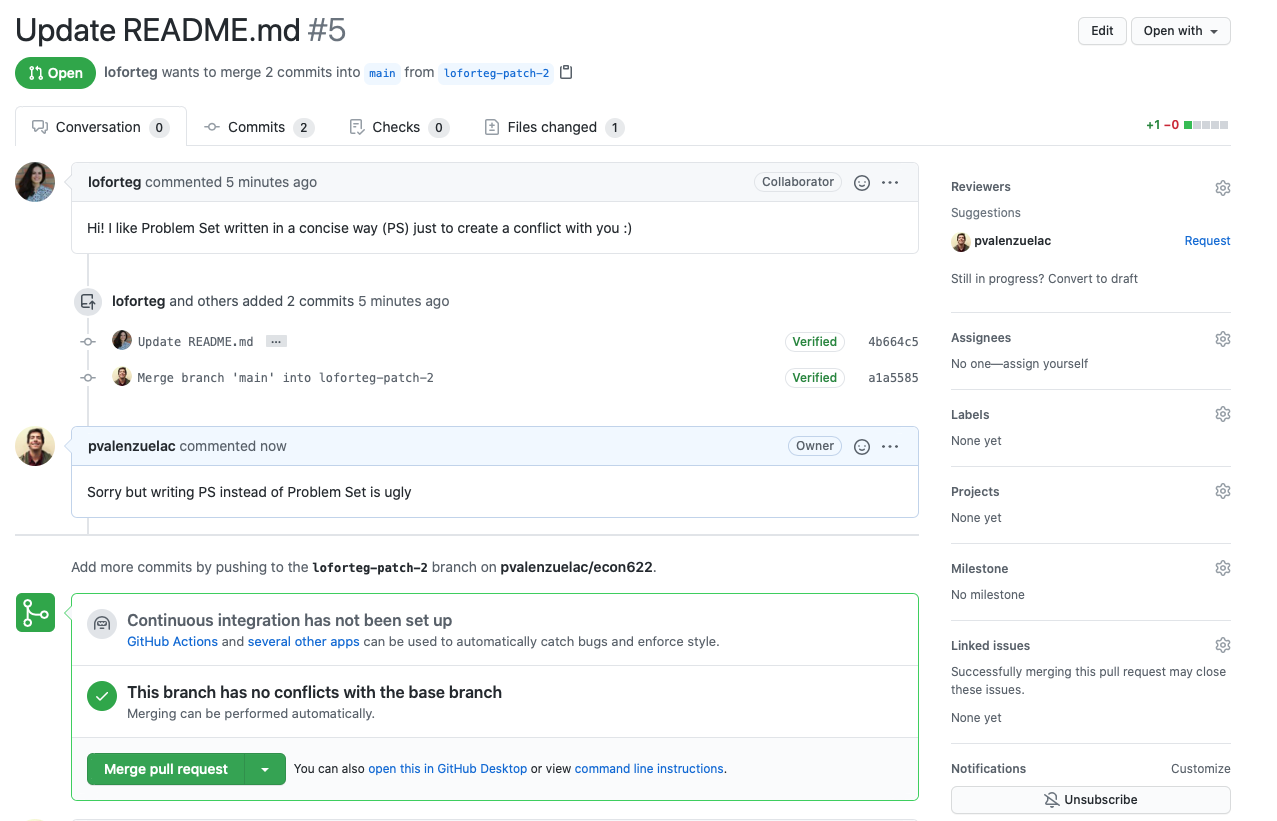 Update README.md #5
Edit
Open with
Open
loforteg wants to merge 2 commits into main from loforteg-patch-2
Conversation 0
Commits 2
Checks 0
Files changed 1
+1 −0
loforteg commented 5 minutes ago
Collaborator
Hi! I like Problem Set written in a concise way (PS) just to create a conflict with you :)
loforteg and others added 2 commits 5 minutes ago
Update README.md ...
Verified
4b664c5
Merge branch 'main' into loforteg-patch-2
Verified
a1a5585
pvalenzuelac commented now
Owner
Sorry but writing PS instead of Problem Set is ugly
Add more commits by pushing to the loforteg-patch-2 branch on pvalenzuelac/econ622.
Continuous integration has not been set up
GitHub Actions and several other apps can be used to automatically catch bugs and enforce style.
This branch has no conflicts with the base branch
Merging can be performed automatically.
Merge pull request
You can also open this in GitHub Desktop or view command line instructions.
Reviewers
Suggestions
pvalenzuelac
Request
Still in progress? Convert to draft
Assignees
No one—assign yourself
Labels
None yet
Projects
None yet
Milestone
No milestone
Linked issues
Successfully merging this pull request may close
these issues.
None yet
Notifications
Customize
Unsubscribe